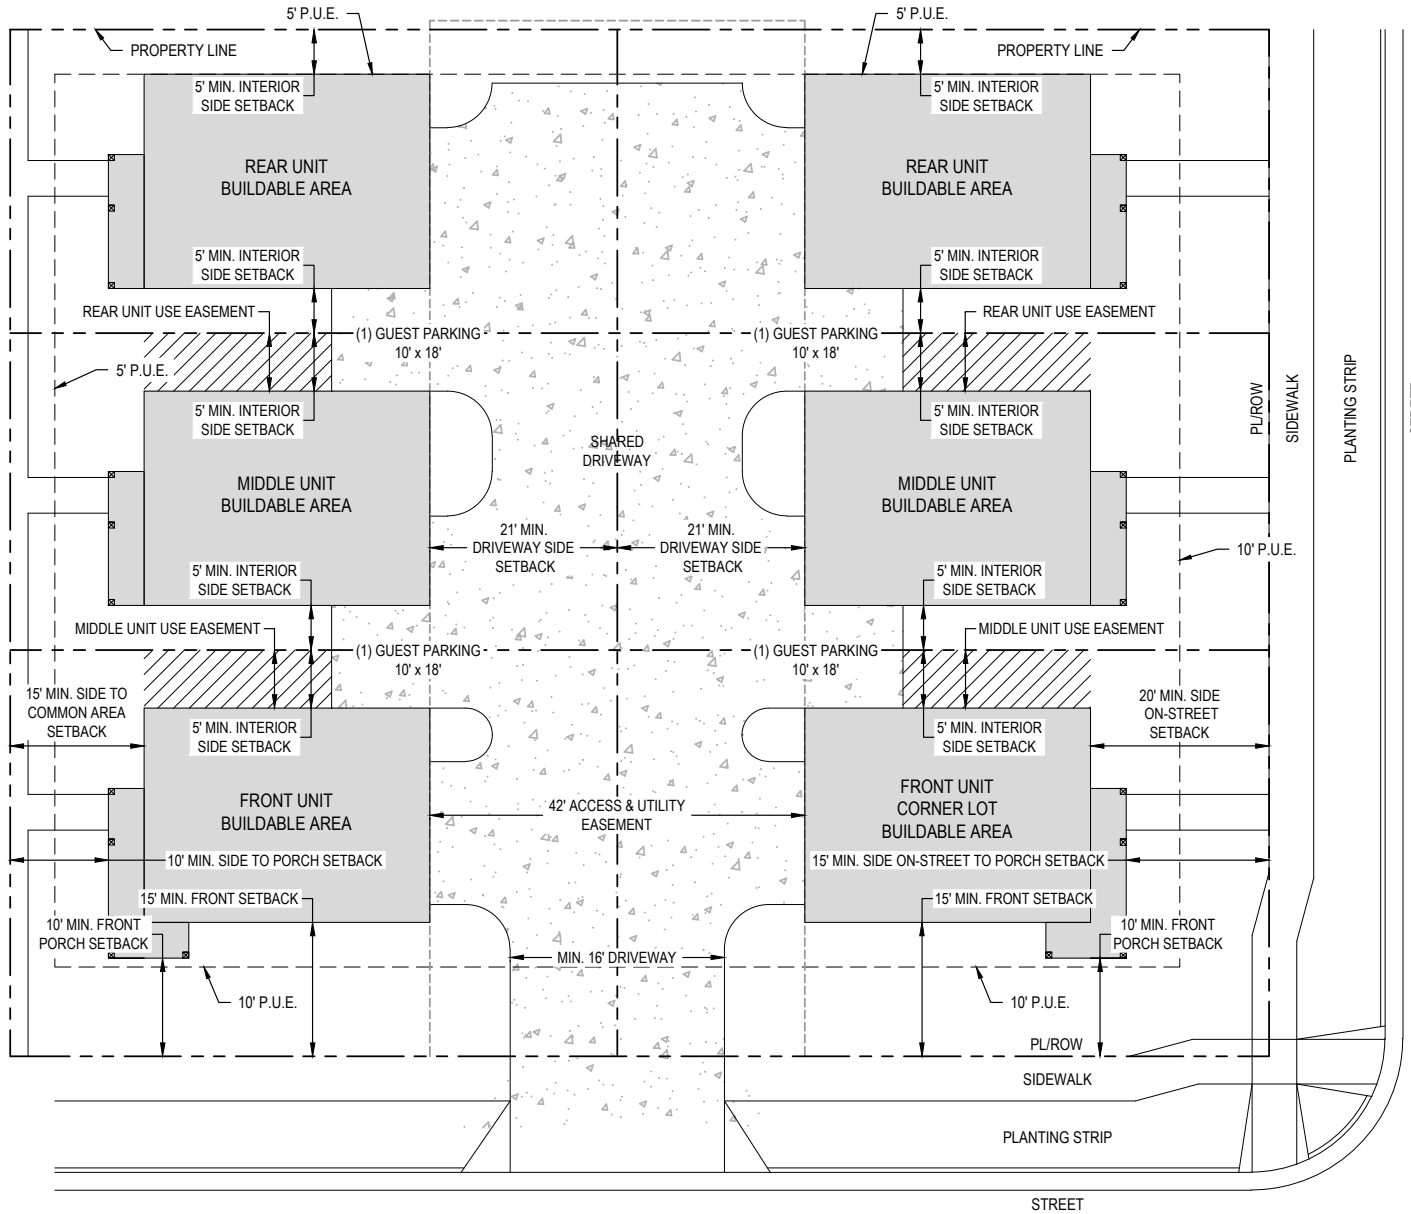 5' P.U.E.
5' P.U.E.
PROPERTY LINE
PROPERTY LINE
5' MIN. INTERIOR
SIDE SETBACK
5' MIN. INTERIOR
SIDE SETBACK
REAR UNIT
BUILDABLE AREA
REAR UNIT
BUILDABLE AREA
5' MIN. INTERIOR
SIDE SETBACK
5' MIN. INTERIOR
SIDE SETBACK
REAR UNIT USE EASEMENT
REAR UNIT USE EASEMENT
(1) GUEST PARKING
10' x 18'
(1) GUEST PARKING
10' x 18'
5' P.U.E.
5' MIN. INTERIOR
SIDE SETBACK
5' MIN. INTERIOR
SIDE SETBACK
PL/ROW
SIDEWALK
PLANTING STRIP
SHARED
DRIVEWAY
MIDDLE UNIT
BUILDABLE AREA
MIDDLE UNIT
BUILDABLE AREA
21' MIN.
DRIVEWAY SIDE
SETBACK
21' MIN.
DRIVEWAY SIDE
SETBACK
10' P.U.E.
5' MIN. INTERIOR
SIDE SETBACK
5' MIN. INTERIOR
SIDE SETBACK
MIDDLE UNIT USE EASEMENT
MIDDLE UNIT USE EASEMENT
(1) GUEST PARKING
10' x 18'
(1) GUEST PARKING
10' x 18'
15' MIN. SIDE TO
COMMON AREA
SETBACK
20' MIN. SIDE
ON-STREET
SETBACK
5' MIN. INTERIOR
SIDE SETBACK
5' MIN. INTERIOR
SIDE SETBACK
FRONT UNIT
BUILDABLE AREA
42' ACCESS & UTILITY
EASEMENT
FRONT UNIT
CORNER LOT
BUILDABLE AREA
10' MIN. SIDE TO PORCH SETBACK
15' MIN. SIDE ON-STREET TO PORCH SETBACK
15' MIN. FRONT SETBACK
15' MIN. FRONT SETBACK
10' MIN. FRONT
PORCH SETBACK
10' MIN. FRONT
PORCH SETBACK
MIN. 16' DRIVEWAY
10' P.U.E.
10' P.U.E.
PL/ROW
SIDEWALK
PLANTING STRIP
STREET